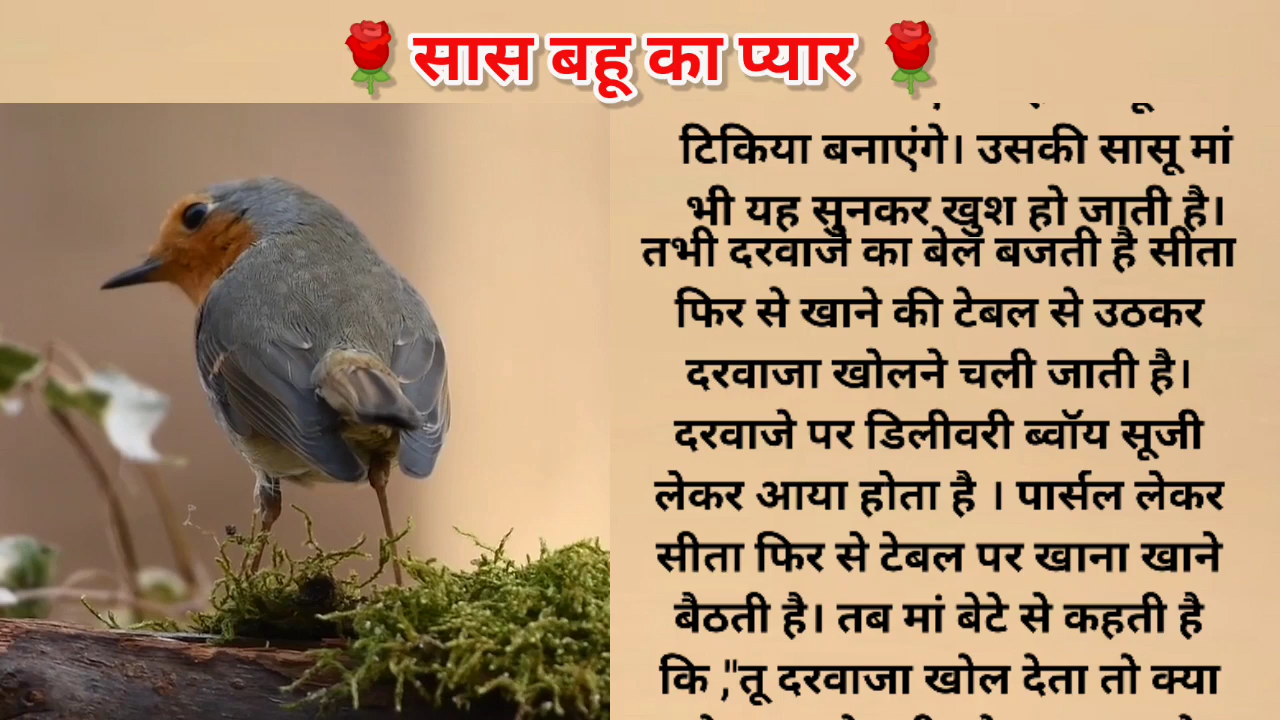 🌹सास बहू का प्यार 🌹
टिकिया बनाएंगे। उसकी सासू मां
भी यह सुनकर खुश हो जाती है।
तभी दरवाजे का बेल बजती है सीता
फिर से खाने की टेबल से उठकर
दरवाजा खोलने चली जाती है।
दरवाजे पर डिलीवरी ब्वॉय सूजी
लेकर आया होता है । पार्सल लेकर
सीता फिर से टेबल पर खाना खाने
बैठती है। तब मां बेटे से कहती है
कि ,"तू दरवाजा खोल देता तो क्या